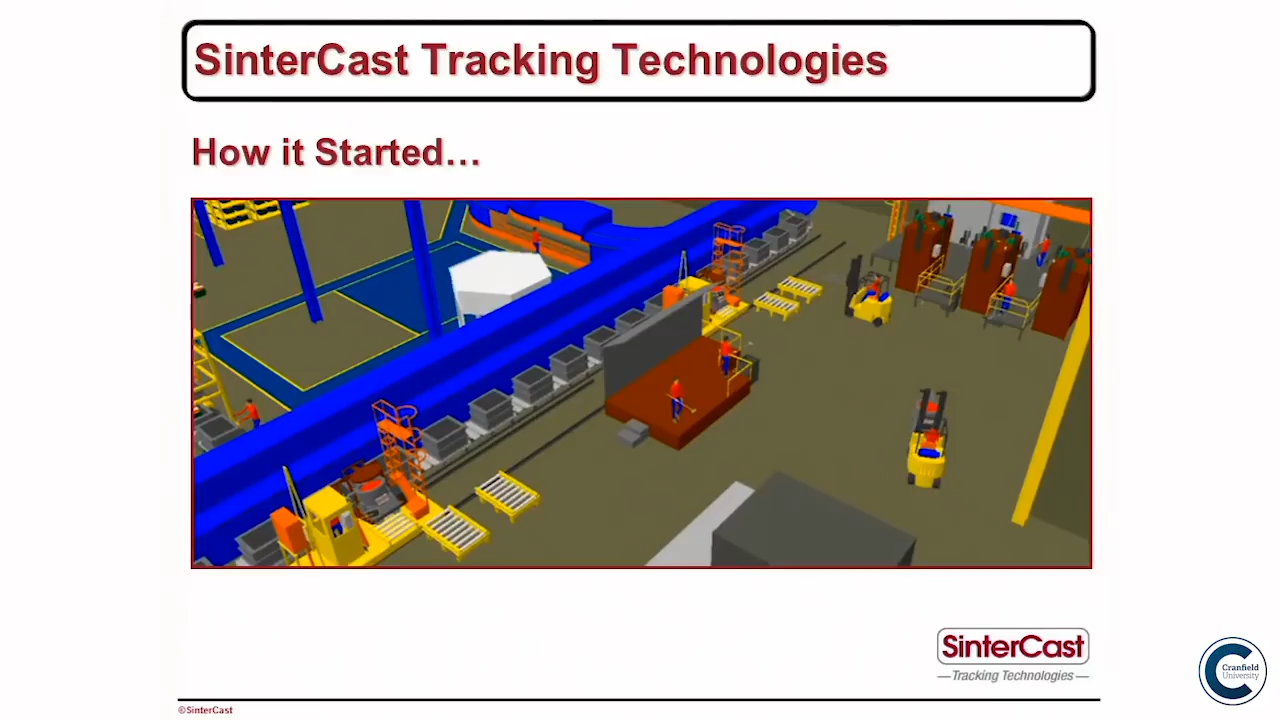 SinterCast Tracking Technologies
How it Started...
SinterCast
Tracking Technologies
Cranfield
University
©SinterCast